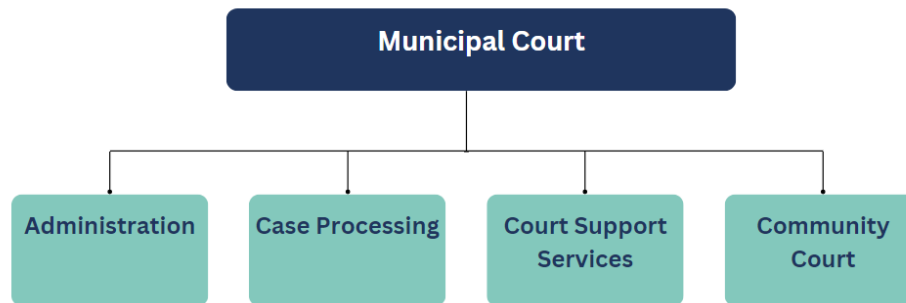 Municipal Court
Administration
Case Processing
Court Support
Services
Community
Court